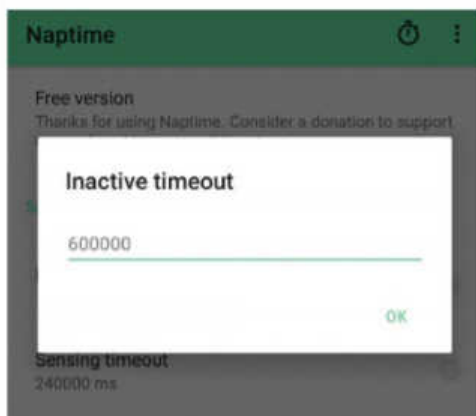 Naptime
Free version
Thanks for using Naptime. Consider a donation to support
Inactive timeout
600000
OK
Sensing timeout
240000 ms